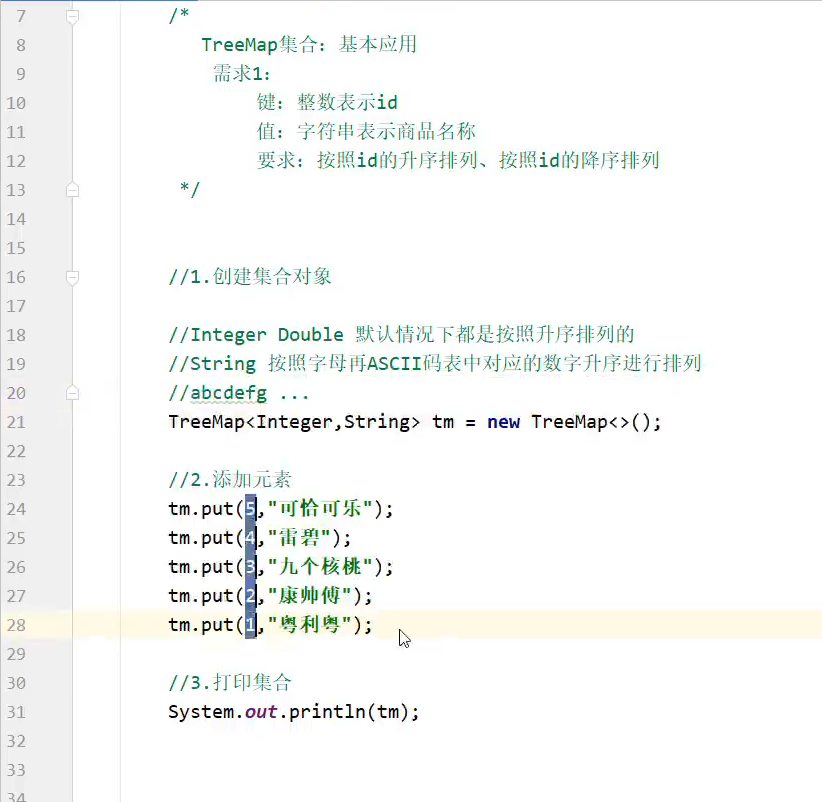 7 /*
8 TreeMap集合：基本应用
9 需求1：
10 键：整数表示id
11 值：字符串表示商品名称
12 要求：按照id的升序排列、按照id的降序排列
13 */
14
15
16 //1.创建集合对象
17
18 //Integer Double 默认情况下都是按照升序排列的
19 //String 按照字母再ASCII码表中对应的数字升序进行排列
20 //abcdefg ...
21 TreeMap<Integer,String> tm = new TreeMap<>();
22
23 //2.添加元素
24 tm.put(5,"可恰可乐");
25 tm.put(4,"雷碧");
26 tm.put(3,"九个核桃");
27 tm.put(2,"康帅傅");
28 tm.put(1,"粤利粤");
29
30 //3.打印集合
31 System.out.println(tm);
32
33
34